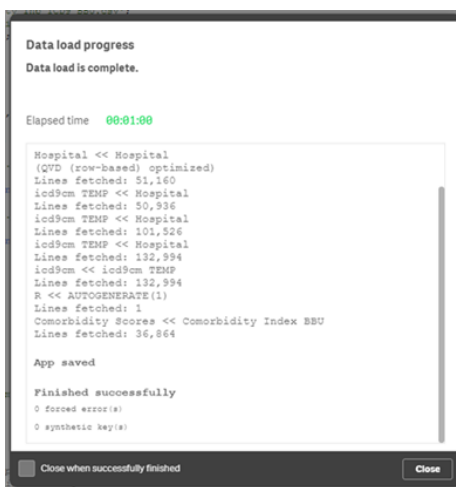 Data load progress
Data load is complete.
Elapsed time 00:01:00
Hospital << Hospital
(QVD (row-based) optimized)
Lines fetched: 51,160
icd9cm TEMP << Hospital
Lines fetched: 50,936
icd9cm TEMP << Hospital
Lines fetched: 101,526
icd9cm TEMP << Hospital
Lines fetched: 132,994
icd9cm << icd9cm TEMP
Lines fetched: 132,994
R << AUTOGENERATE(1)
Lines fetched: 1
Comorbidity Scores << Comorbidity Index BBU
Lines fetched: 36,864
App saved
Finished successfully
0 forced error(s)
0 synthetic key(s)
Close when successfully finished
Close